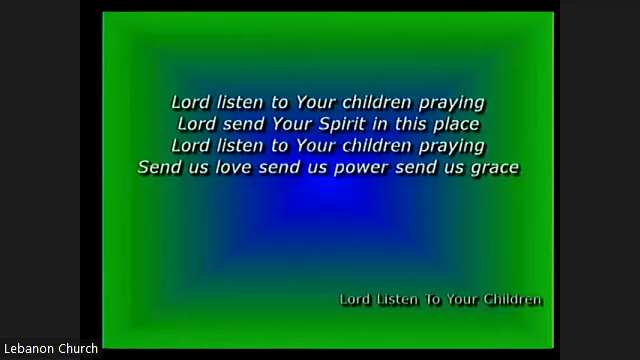 Lord listen to Your children praying
Lord send Your Spirit in this place
Lord listen to Your children praying
Send us love send us power send us grace
Lord Listen To Your Children
Lebanon Church